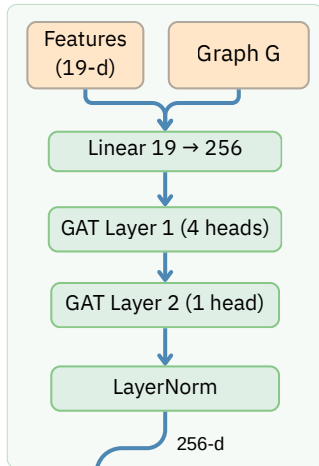 Features
(19-d)
Graph G
Linear 19 → 256
GAT Layer 1 (4 heads)
GAT Layer 2 (1 head)
LayerNorm
256-d